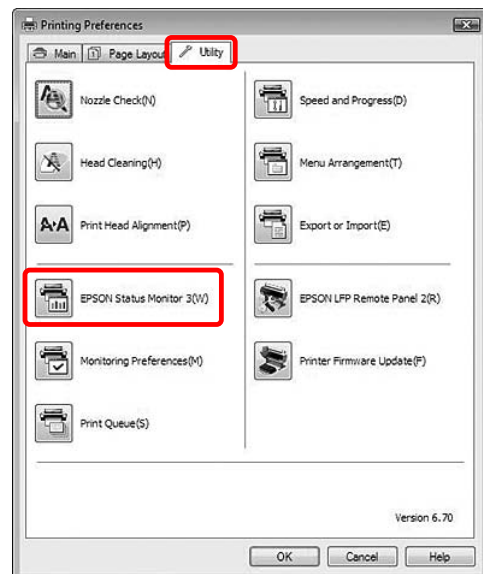 Printing Preferences
Main
Page Layout
Utility
Nozzle Check(N)
Speed and Progress(D)
Head Cleaning(H)
Menu Arrangement(T)
Print Head Alignment(P)
Export or Import(E)
EPSON Status Monitor 3(W)
EPSON LFP Remote Panel 2(R)
Monitoring Preferences(M)
Printer Firmware Update(F)
Print Queue(S)
Version 6.70
OK
Cancel
Help